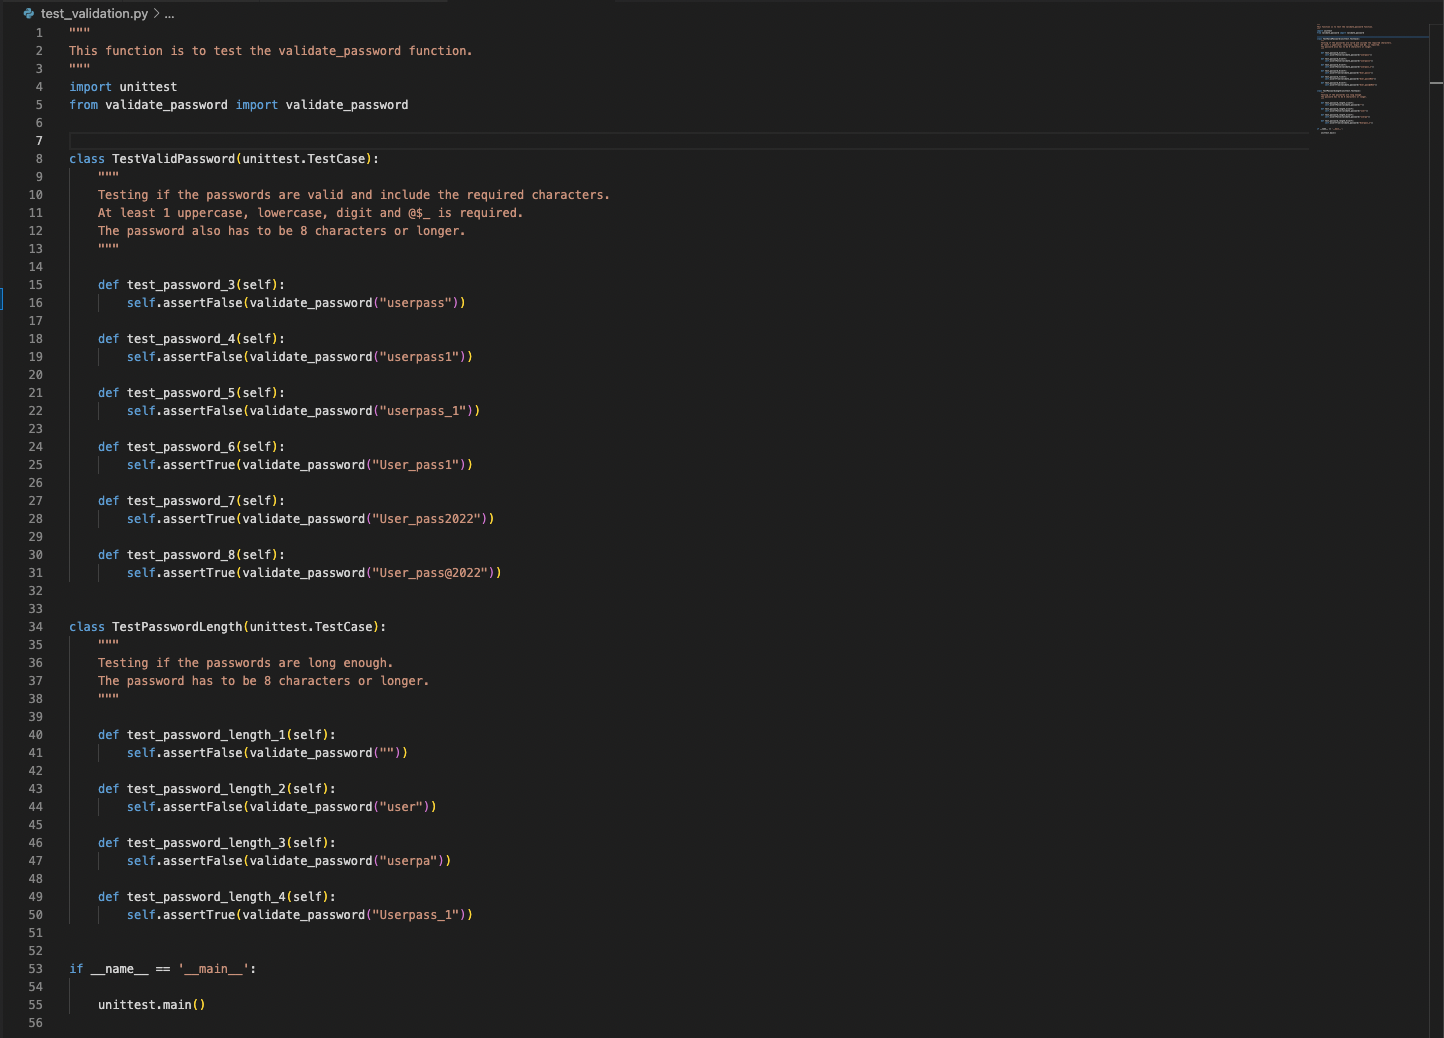 test_validation.py > ...
1 """
2 This function is to test the validate_password function.
3 """
4 import unittest
5 from validate_password import validate_password
6
7
8 class TestValidPassword(unittest.TestCase):
9     """
10     Testing if the passwords are valid and include the required characters.
11     At least 1 uppercase, lowercase, digit and @$_ is required.
12     The password also has to be 8 characters or longer.
13     """
14
15     def test_password_3(self):
16         self.assertFalse(validate_password("userpass"))
17
18     def test_password_4(self):
19         self.assertFalse(validate_password("userpass1"))
20
21     def test_password_5(self):
22         self.assertFalse(validate_password("userpass_1"))
23
24     def test_password_6(self):
25         self.assertTrue(validate_password("User_pass1"))
26
27     def test_password_7(self):
28         self.assertTrue(validate_password("User_pass2022"))
29
30     def test_password_8(self):
31         self.assertTrue(validate_password("User_pass@2022"))
32
33
34 class TestPasswordLength(unittest.TestCase):
35     """
36     Testing if the passwords are long enough.
37     The password has to be 8 characters or longer.
38     """
39
40     def test_password_length_1(self):
41         self.assertFalse(validate_password(""))
42
43     def test_password_length_2(self):
44         self.assertFalse(validate_password("user"))
45
46     def test_password_length_3(self):
47         self.assertFalse(validate_password("userpa"))
48
49     def test_password_length_4(self):
50         self.assertTrue(validate_password("Userpass_1"))
51
52
53 if __name__ == '__main__':
54
55     unittest.main()
56